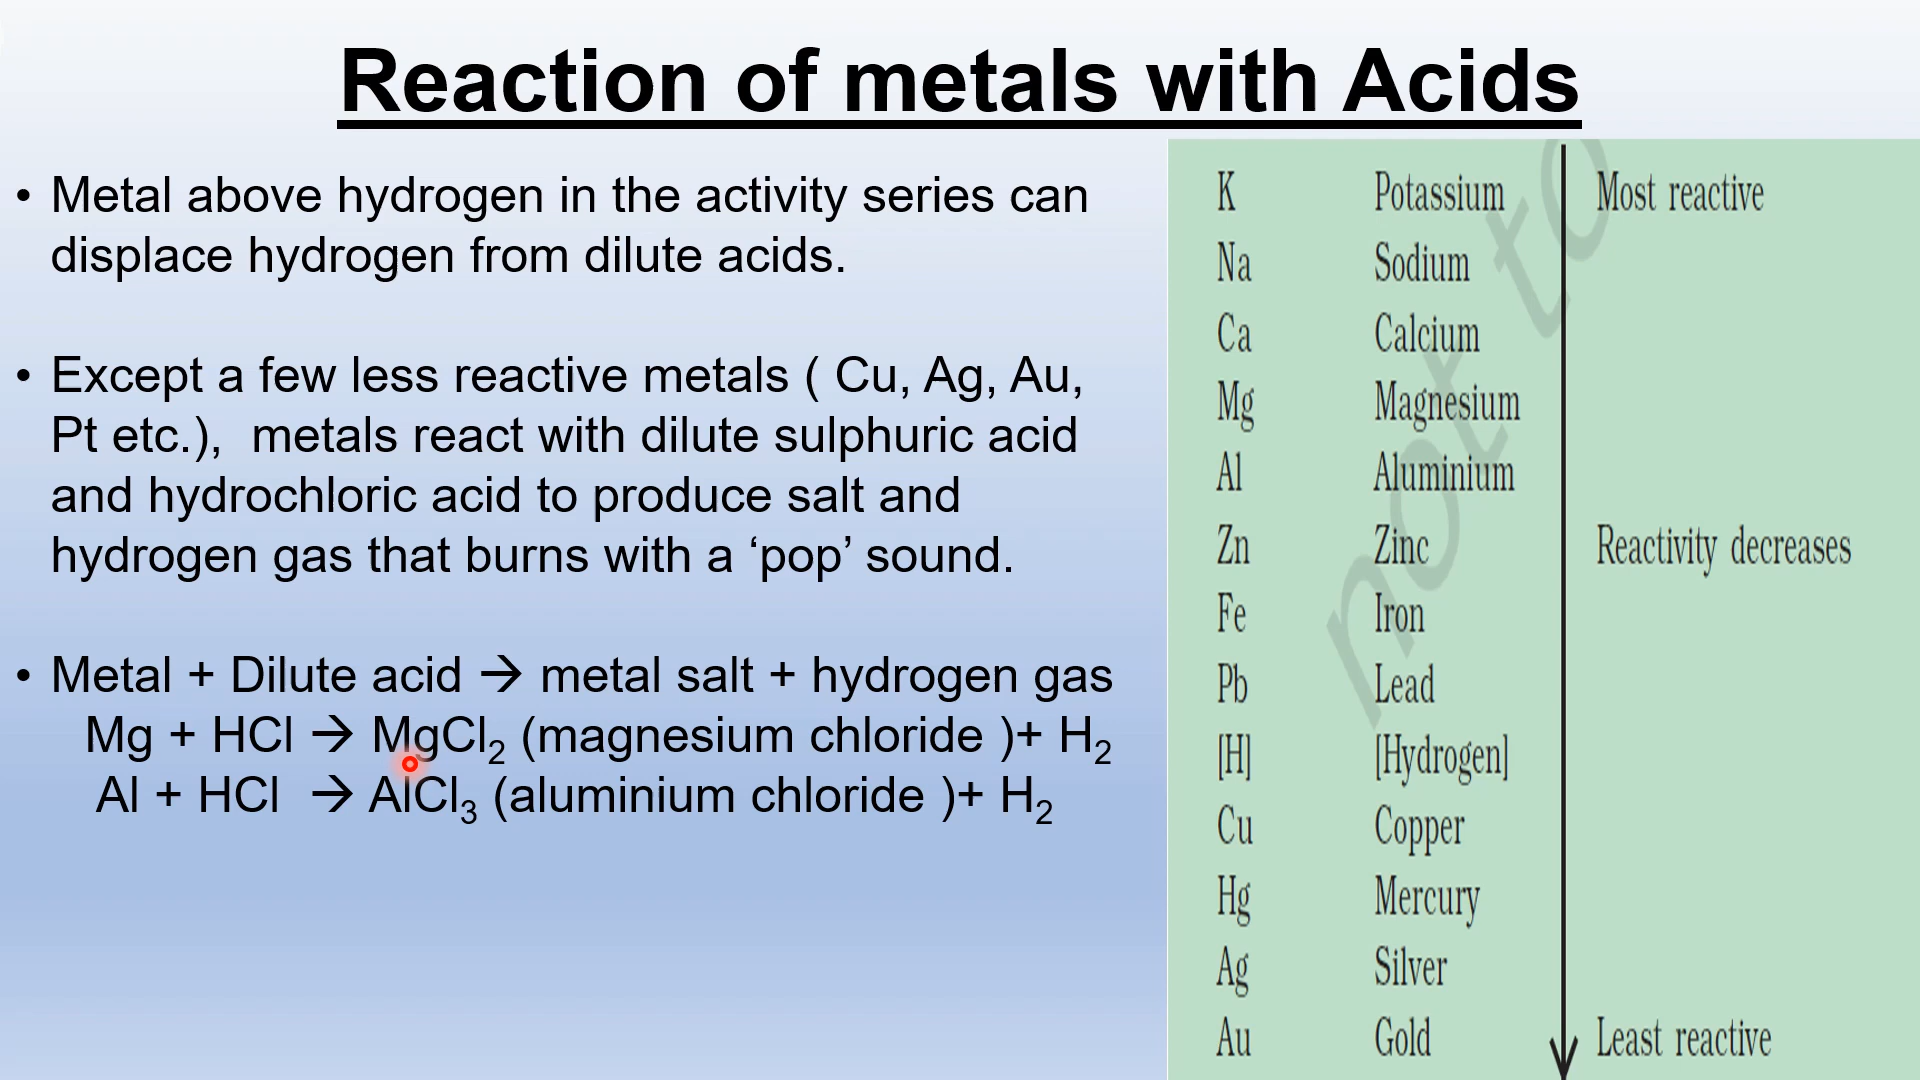 Reaction of metals with Acids
• Metal above hydrogen in the activity series can
displace hydrogen from dilute acids.
• Except a few less reactive metals ( Cu, Ag, Au,
Pt etc.), metals react with dilute sulphuric acid
and hydrochloric acid to produce salt and
hydrogen gas that burns with a ‘pop’ sound.
• Metal + Dilute acid → metal salt + hydrogen gas
Mg + HCl → MgCl₂ (magnesium chloride )+ H₂
Al + HCl → AlCl₃ (aluminium chloride )+ H₂
K Potassium Most reactive
Na Sodium
Ca Calcium
Mg Magnesium
Al Aluminium
Zn Zinc Reactivity decreases
Fe Iron
Pb Lead
[H] [Hydrogen]
Cu Copper
Hg Mercury
Ag Silver
Au Gold Least reactive
not to